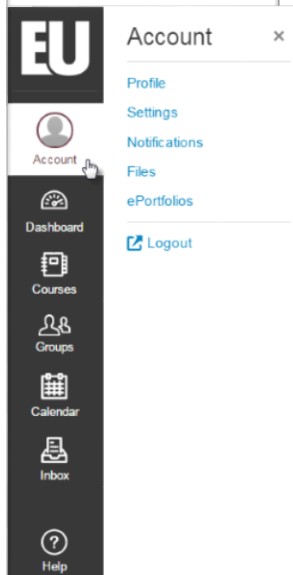 EU
Account
Dashboard
Courses
Groups
Calendar
Inbox
Help
Account ×
Profile
Settings
Notifications
Files
ePortfolios
Logout